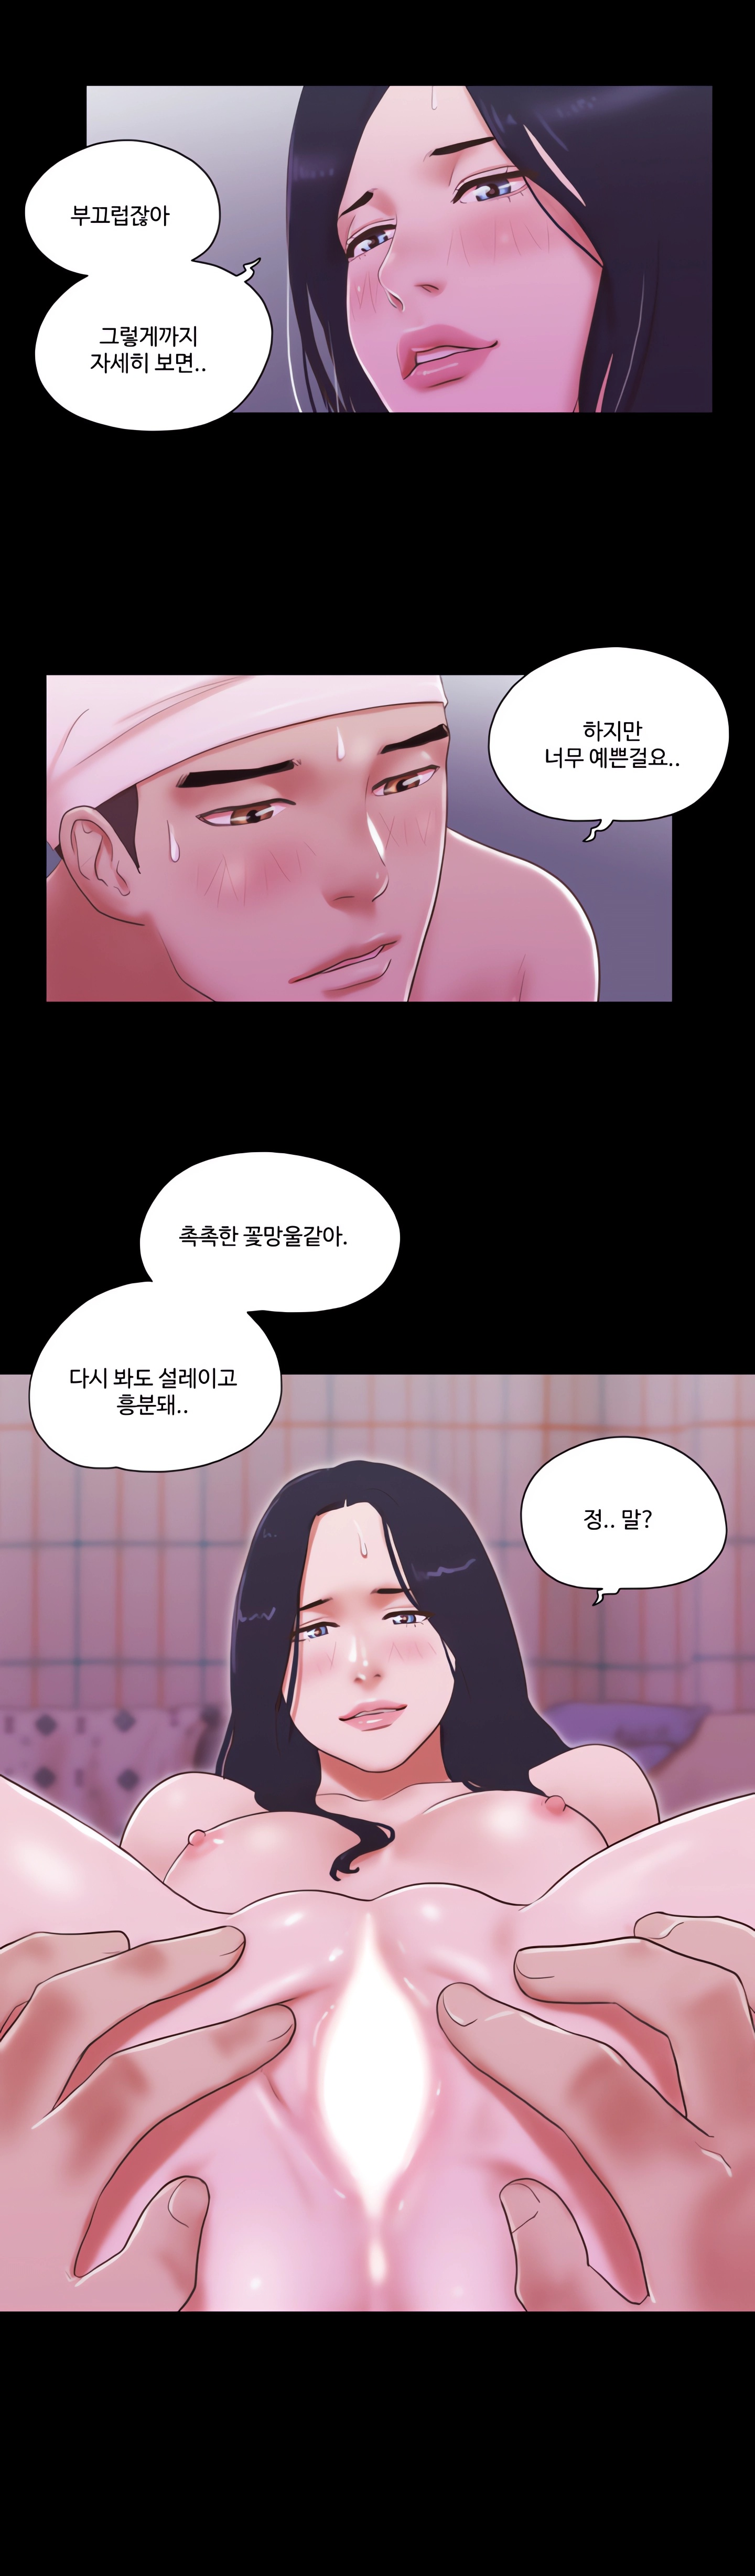 부끄럽잖아
그렇게까지
자세히 보면..
하지만
너무 예쁜걸요..
촉촉한 꽃망울같아.
다시 봐도 설레이고
흥분돼..
정.. 말?